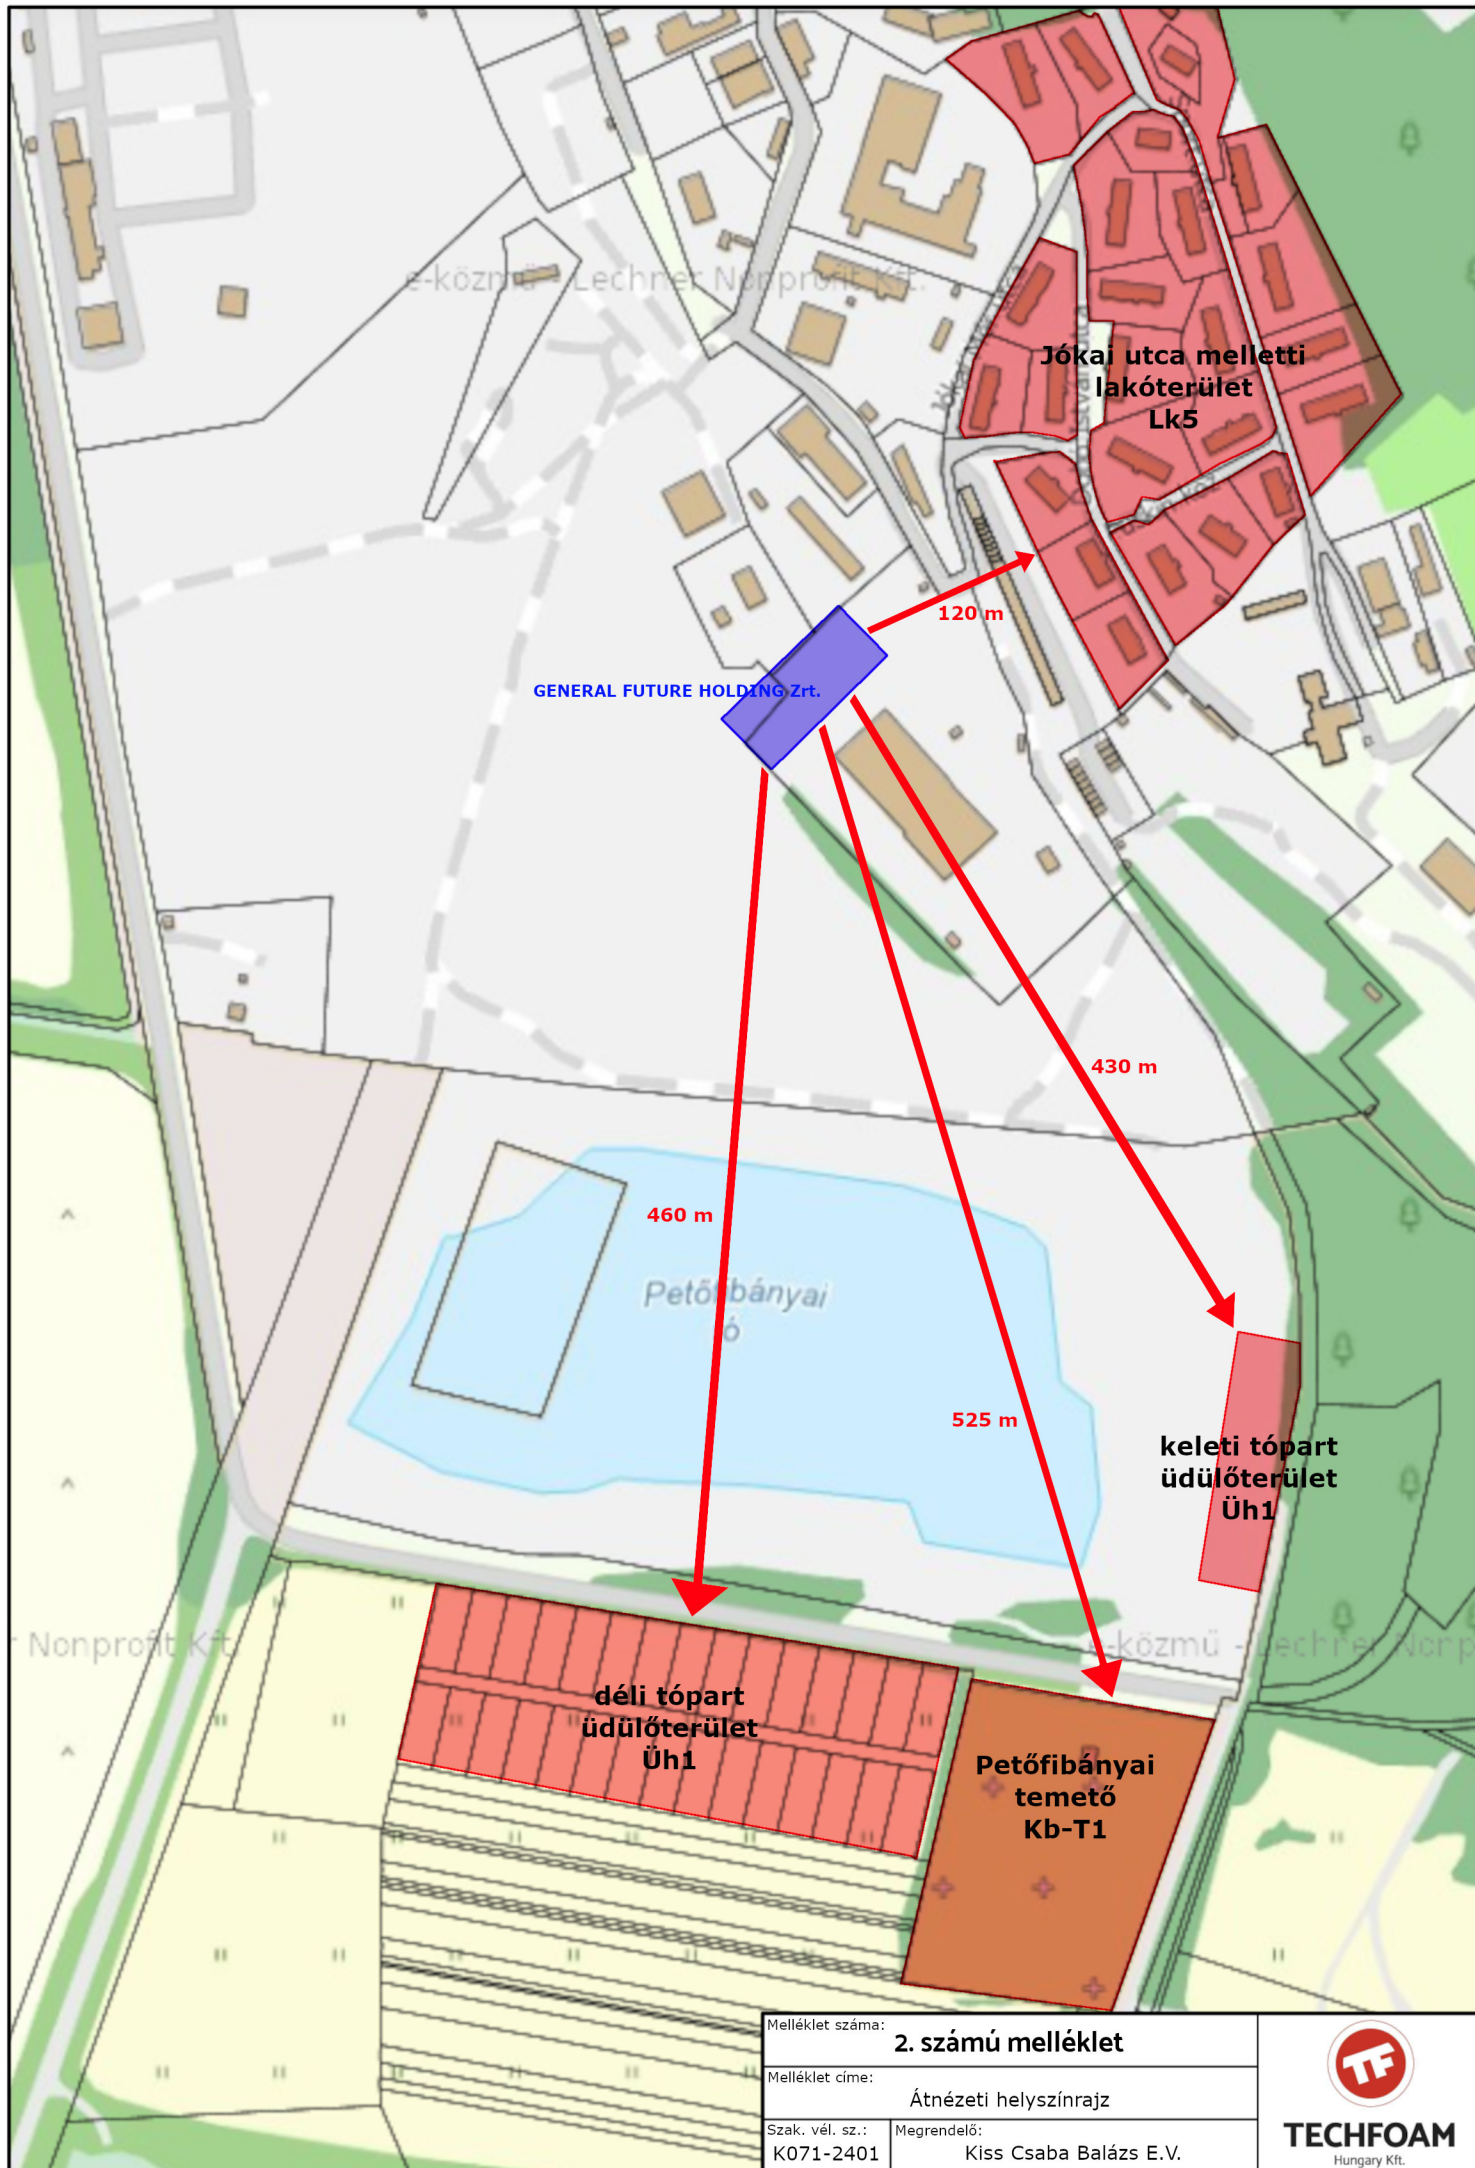 e-közmű - Lechner Nonprofit Kft.
Jókai utca melletti
lakóterület
Lk5
120 m
GENERAL FUTURE HOLDING Zrt.
430 m
460 m
Petőfibányai
tó
525 m
keleti tópart
üdülőterület
Üh1
Nonprofit Kft.
e-közmű - Lechner Nonp
déli tópart
üdülőterület
Üh1
Petőfibányai
temető
Kb-T1
Melléklet száma:
2. számú melléklet
Melléklet címe:
Átnézeti helyszínrajz
Szak. vél. sz.:
K071-2401
Megrendelő:
Kiss Csaba Balázs E.V.
TF
TECHFOAM
Hungary Kft.